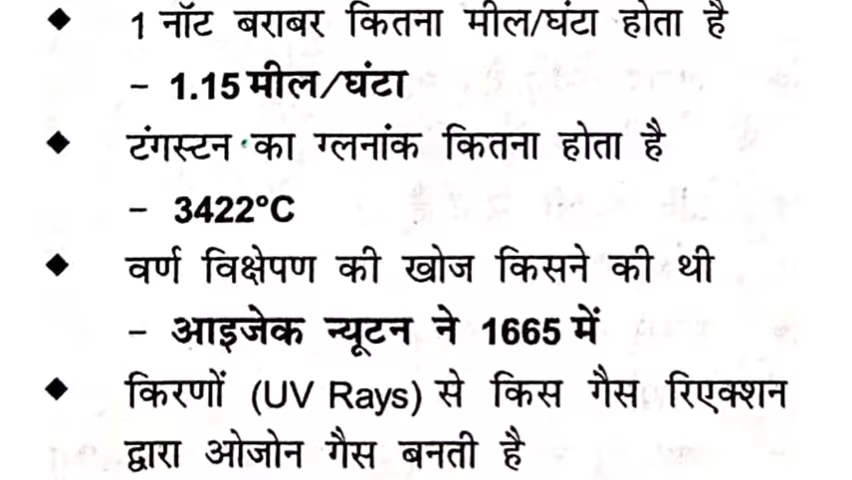 ◆ 1 नॉट बराबर कितना मील/घंटा होता है
– 1.15 मील/घंटा
◆ टंगस्टन का ग्लनांक कितना होता है
– 3422°C
◆ वर्ण विक्षेपण की खोज किसने की थी
– आइजेक न्यूटन ने 1665 में
◆ किरणों (UV Rays) से किस गैस रिएक्शन
द्वारा ओजोन गैस बनती है